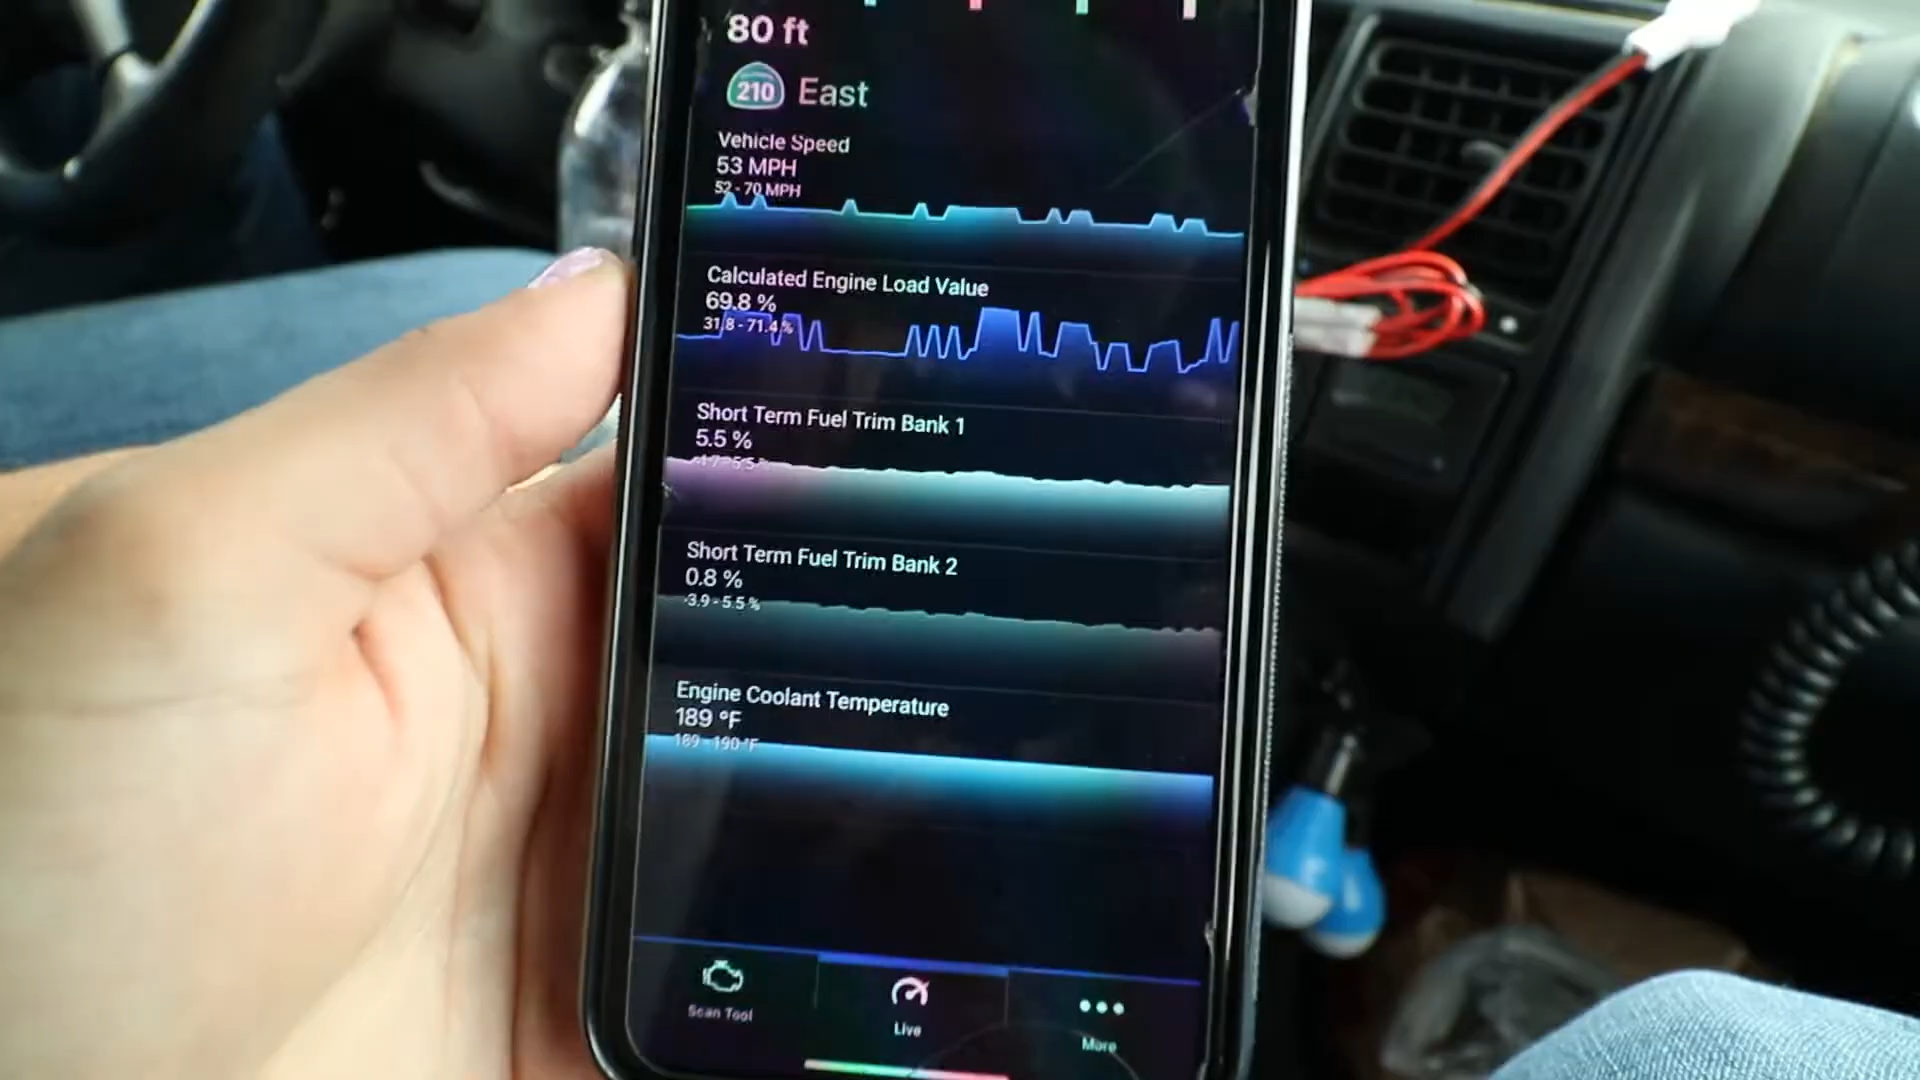 80 ft
210 East
Vehicle Speed
53 MPH
52 - 70 MPH
Calculated Engine Load Value
69.8 %
31.8 - 71.4 %
Short Term Fuel Trim Bank 1
5.5 %
Short Term Fuel Trim Bank 2
0.8 %
-3.9 - 5.5 %
Engine Coolant Temperature
189 °F
189 - 190 °F
Scan Tool
Live
More